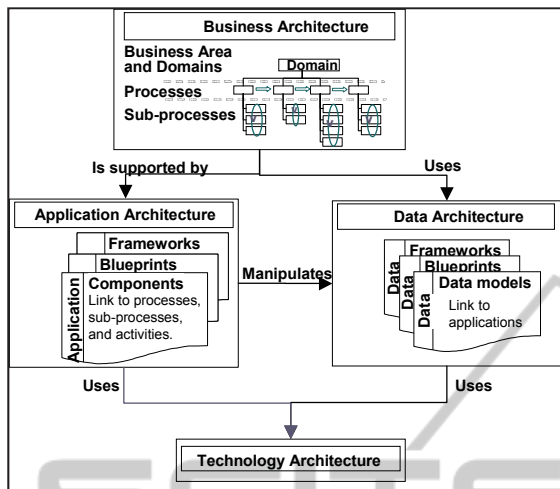 Business Architecture
Business Area
and Domains
Domain
Processes
Sub-processes
Is supported by
Uses
Application Architecture
Frameworks
Blueprints
Application
Components
Link to processes,
sub-processes,
and activities.
Manipulates
Data Architecture
Frameworks
Blueprints
Data models
Data
Data
Data
Link to
applications
Uses
Uses
Technology Architecture